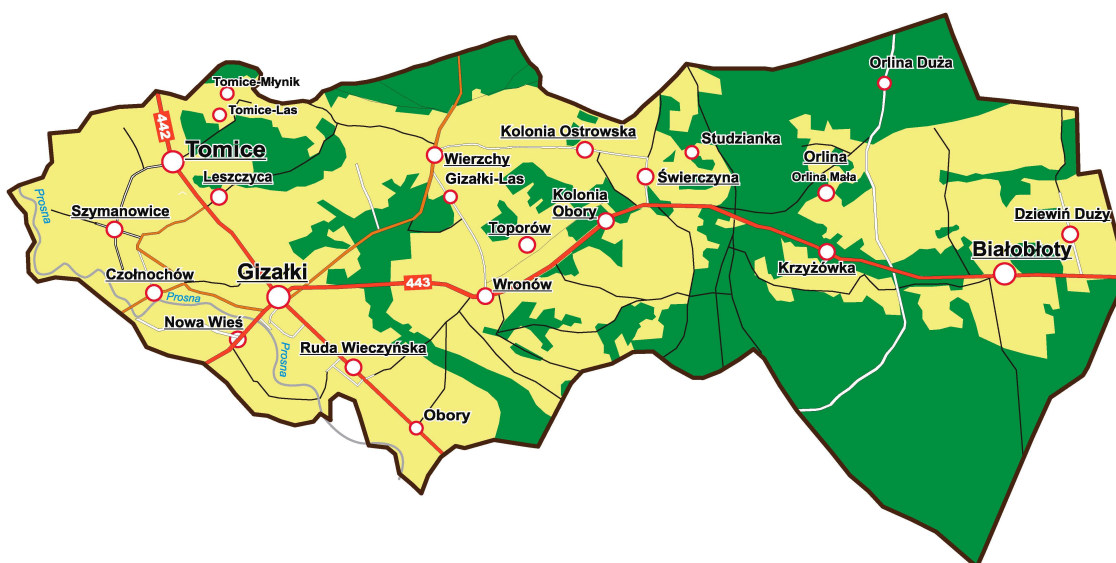 Orlina Duża
Tomice-Młynik
Tomice-Las
442
Kolonia Ostrowska
Studzianka
Tomice
Wierzchy
Orlina
Leszczyca
Gizałki-Las
Świerczyna
Orlina Mała
Prosna
Szymanowice
Kolonia
Obory
Toporów
Dziewiń Duży
Białobłoty
Czołnochów
Gizałki
Krzyżówka
443
Wronów
Prosna
Nowa Wieś
Prosna
Ruda Wieczyńska
Obory